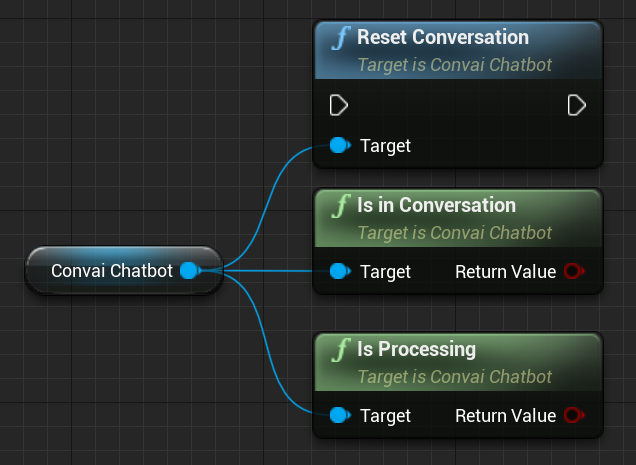 f Reset Conversation
Target is Convai Chatbot
Target
f Is in Conversation
Target is Convai Chatbot
Convai Chatbot
Target Return Value
f Is Processing
Target is Convai Chatbot
Target Return Value